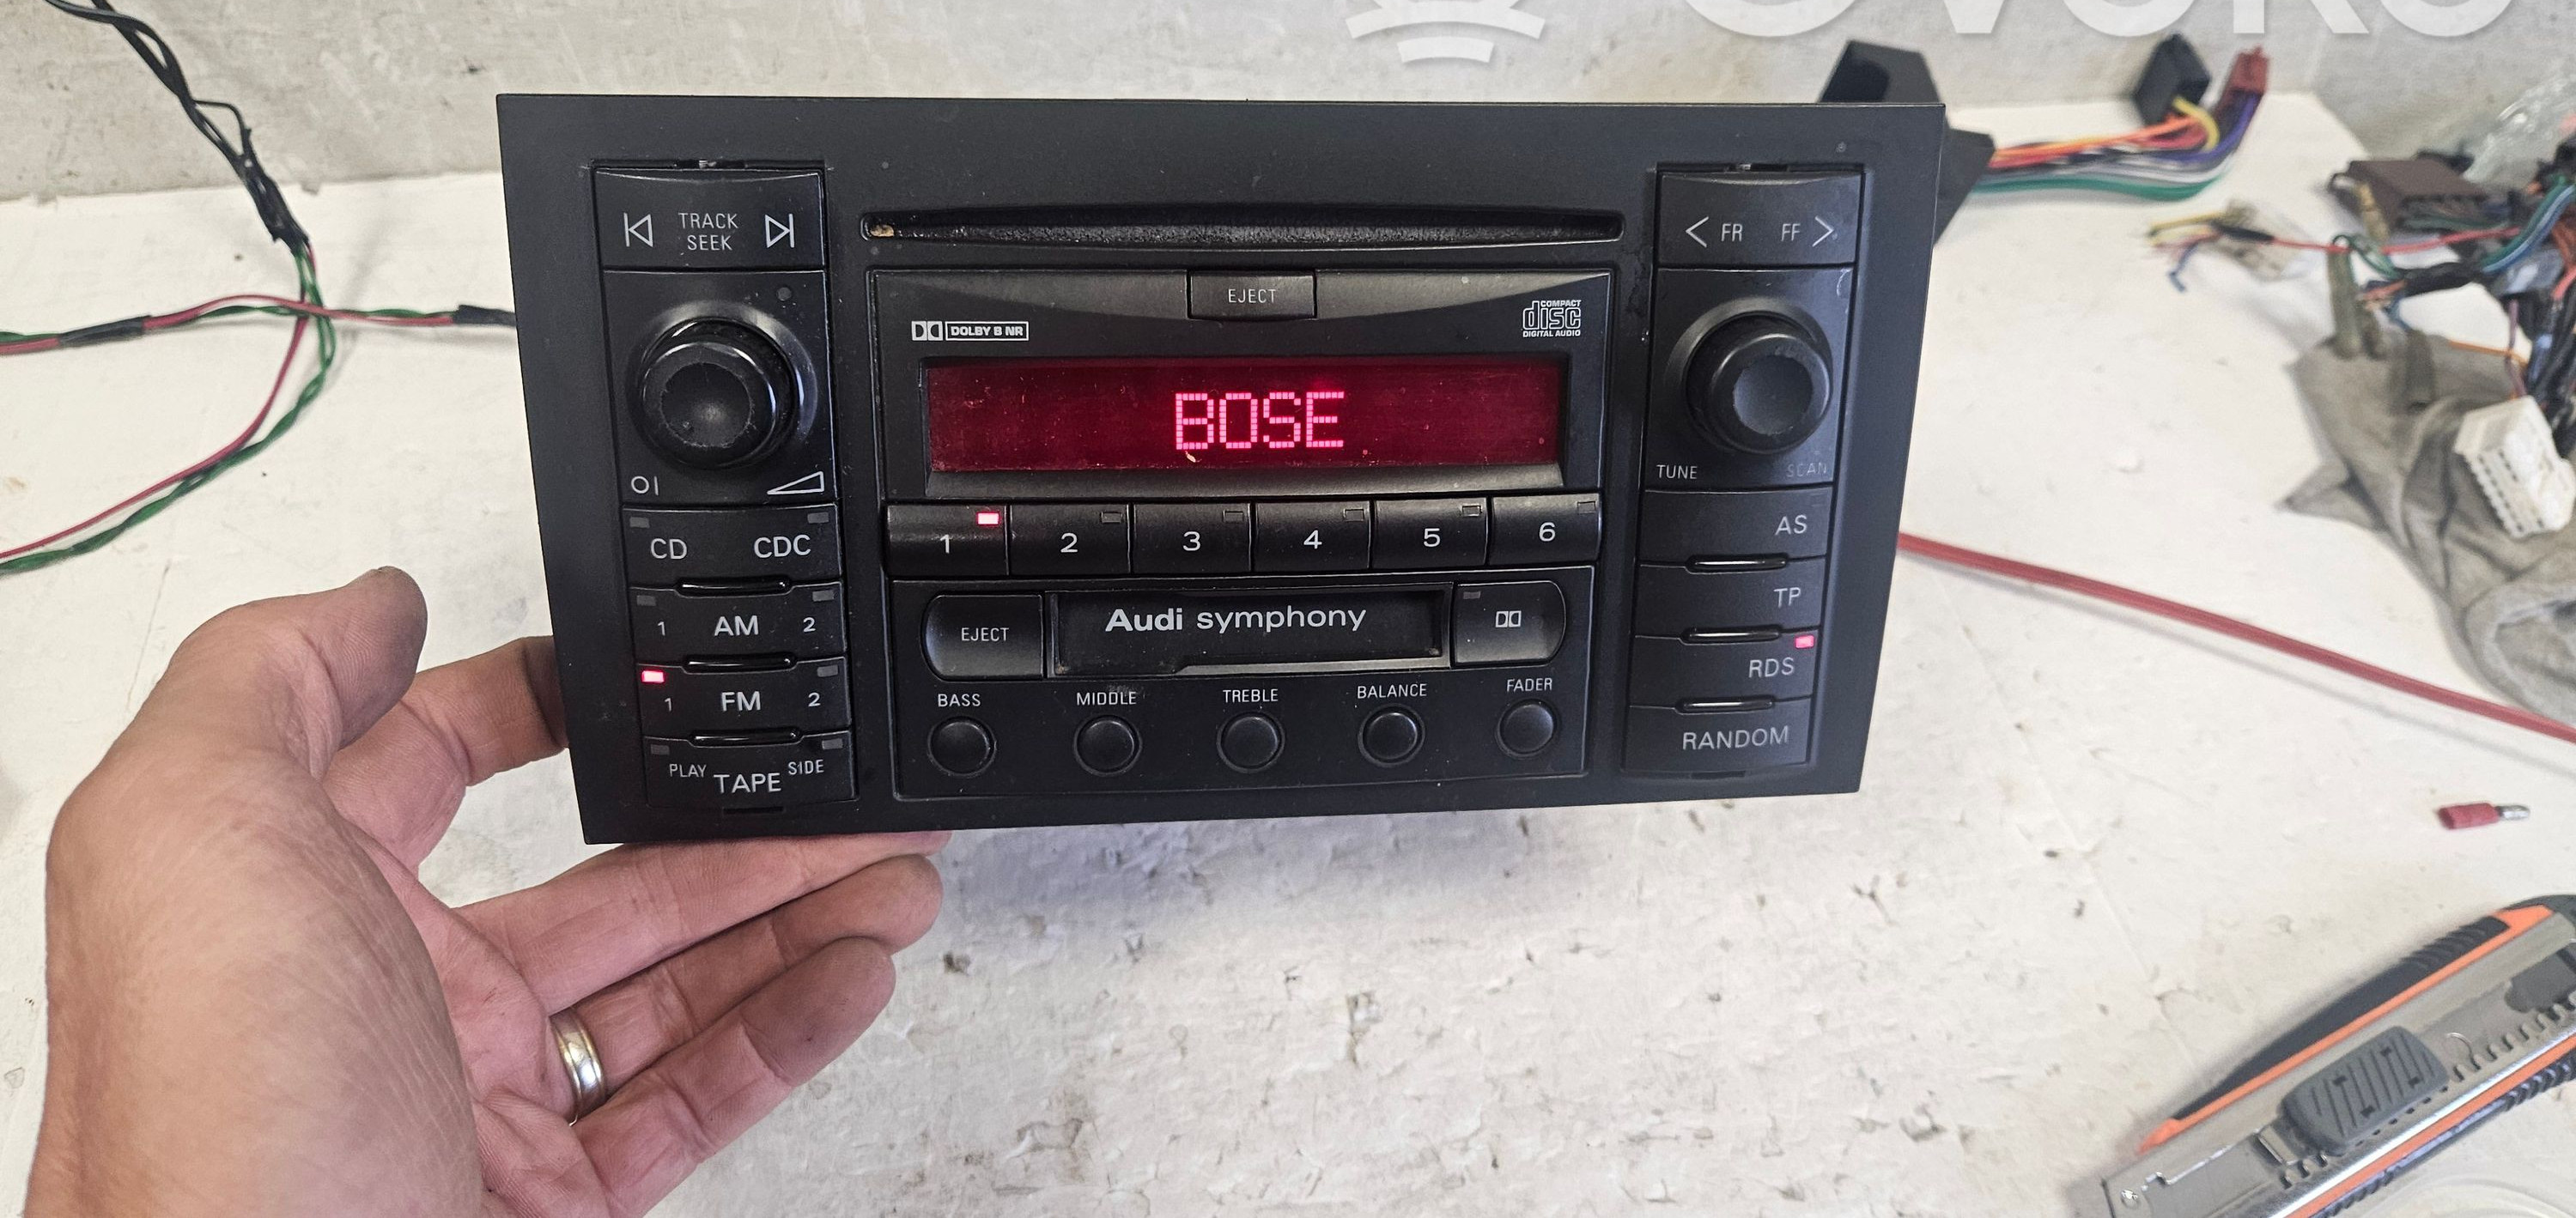 TRACK
SEEK
FR FF
EJECT
DOLBY B NR
COMPACT
disc
DIGITAL AUDIO
BOSE
TUNE SCAN
1 2 3 4 5 6
CD CDC
AS
1 AM 2
TP
EJECT
Audi symphony
1 FM 2
RDS
BASS MIDDLE TREBLE BALANCE FADER
PLAY TAPE SIDE
RANDOM